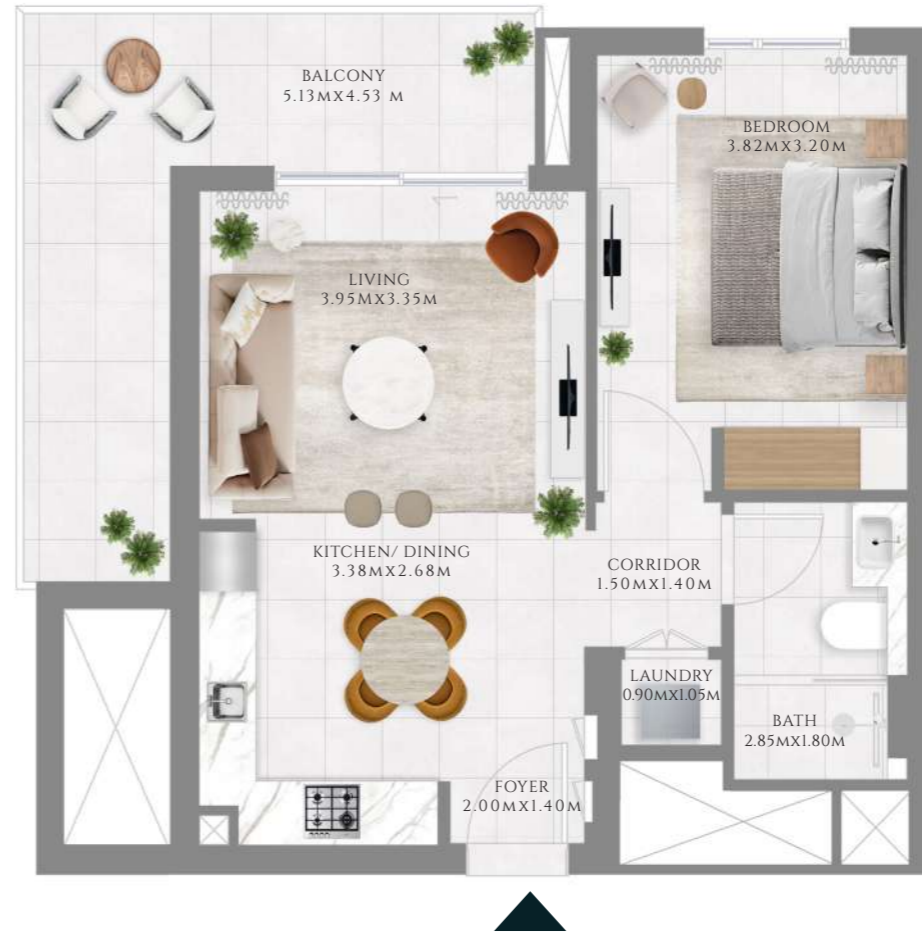 BALCONY
5.13MX4.53 M
BEDROOM
3.82MX3.20M
LIVING
3.95MX3.35M
KITCHEN/ DINING
3.38MX2.68M
CORRIDOR
1.50MX1.40M
LAUNDRY
0.90MX1.05M
BATH
2.85MX1.80M
FOYER
2.00MX1.40M